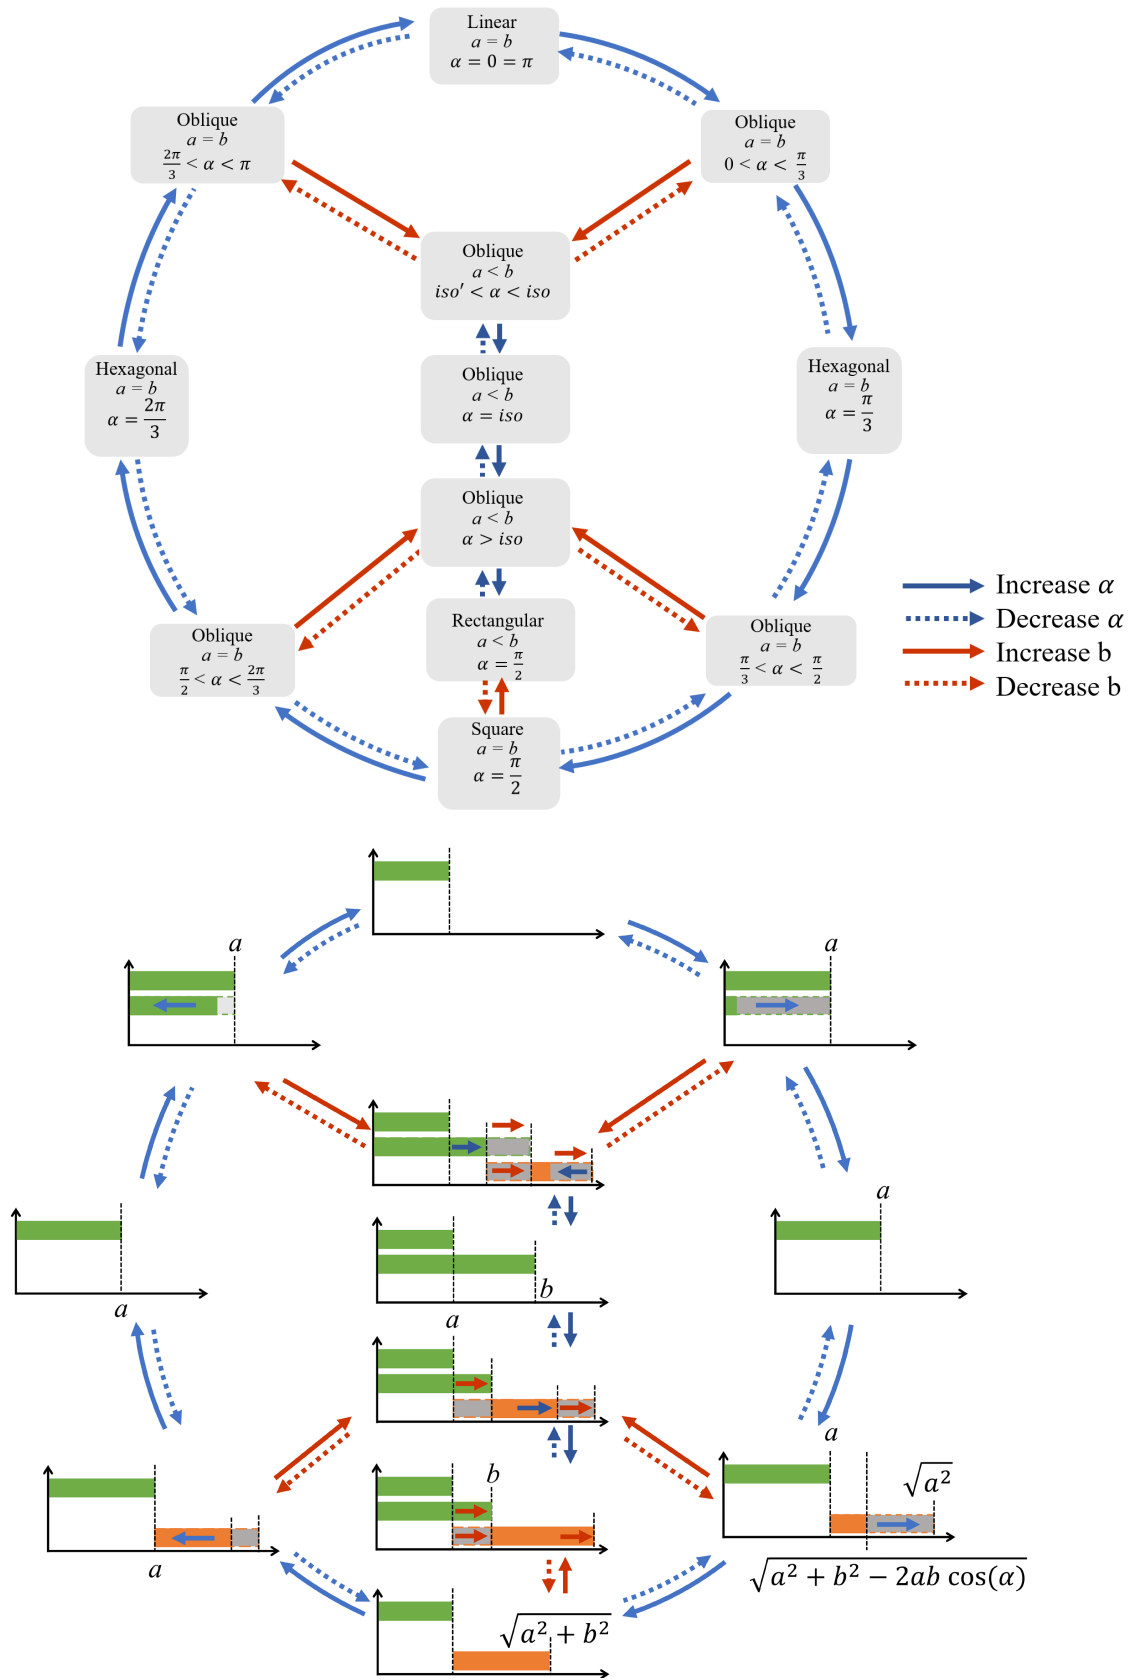 Linear
a = b
α = 0 = π
Oblique
a = b
2π/3 < α < π
Oblique
a = b
0 < α < π/3
Oblique
a < b
iso′ < α < iso
Hexagonal
a = b
α = 2π/3
Oblique
a < b
α = iso
Hexagonal
a = b
α = π/3
Oblique
a < b
α > iso
Increase α
Decrease α
Increase b
Decrease b
Oblique
a = b
π/2 < α < 2π/3
Rectangular
a < b
α = π/2
Oblique
a = b
π/3 < α < π/2
Square
a = b
α = π/2
a
a
a
a
b
a
a
b
√a²
a
√a² + b² − 2ab cos(α)
√a² + b²